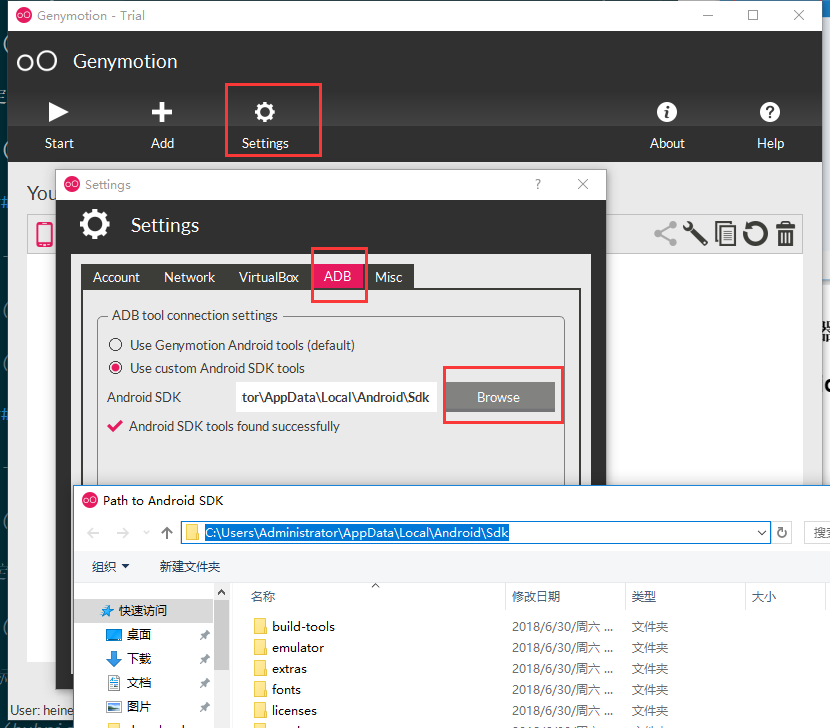 Genymotion - Trial
Genymotion
Start
Add
Settings
About
Help
You
Settings
?
Settings
Account
Network
VirtualBox
ADB
Misc
ADB tool connection settings
Use Genymotion Android tools (default)
Use custom Android SDK tools
Android SDK
tor\AppData\Local\Android\Sdk
Browse
Android SDK tools found successfully
Path to Android SDK
C:\Users\Administrator\AppData\Local\Android\Sdk
搜索
组织
新建文件夹
快速访问
桌面
下载
文档
图片
名称
修改日期
类型
大小
build-tools
2018/6/30/周六 ...
文件夹
emulator
2018/6/30/周六 ...
文件夹
extras
2018/6/30/周六 ...
文件夹
fonts
2018/6/30/周六 ...
文件夹
licenses
2018/6/30/周六 ...
文件夹
User: heine